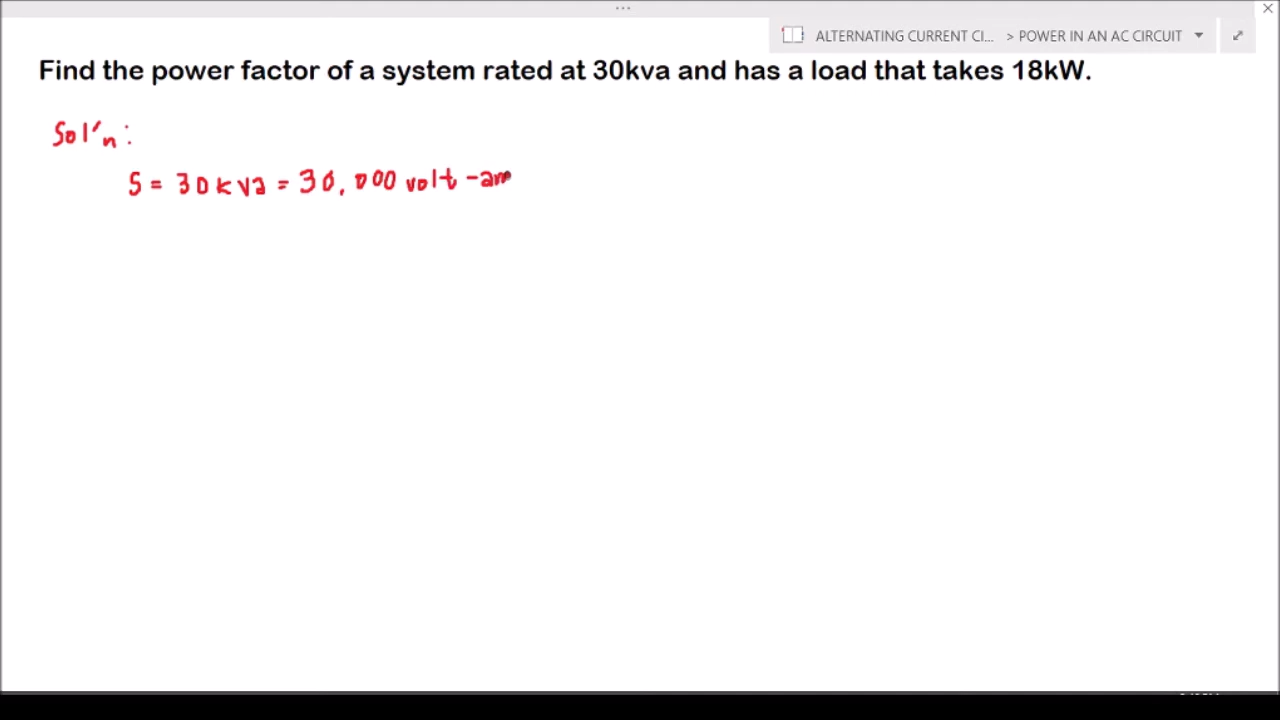 ALTERNATING CURRENT CI... > POWER IN AN AC CIRCUIT
Find the power factor of a system rated at 30kva and has a load that takes 18kW.
Sol'n:
S = 30kva = 30,000 volt-am